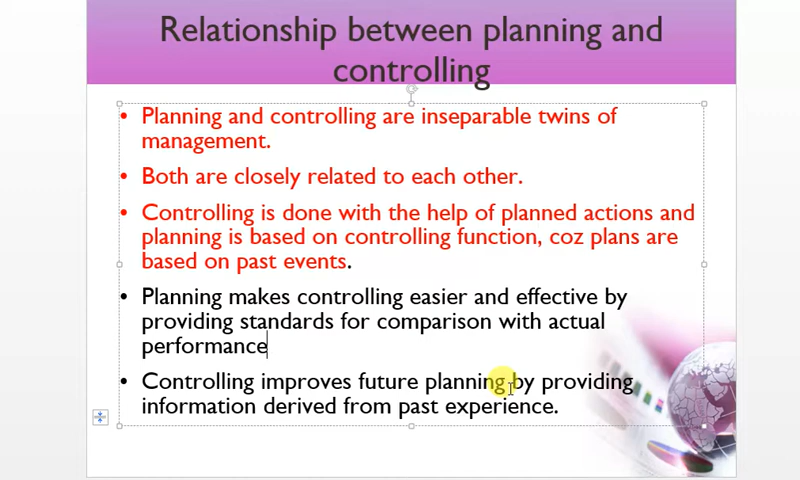 Relationship between planning and
controlling
• Planning and controlling are inseparable twins of
management.
• Both are closely related to each other.
• Controlling is done with the help of planned actions and
planning is based on controlling function, coz plans are
based on past events.
• Planning makes controlling easier and effective by
providing standards for comparison with actual
performance
• Controlling improves future planning by providing
information derived from past experience.